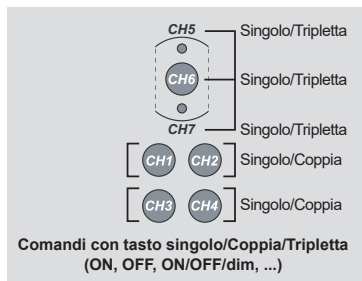 CH5 Singolo/Tripletta
CH6 Singolo/Tripletta
CH7 Singolo/Tripletta
CH1 CH2 Singolo/Coppia
CH3 CH4 Singolo/Coppia
Comandi con tasto singolo/Coppia/Tripletta
(ON, OFF, ON/OFF/dim, ...)